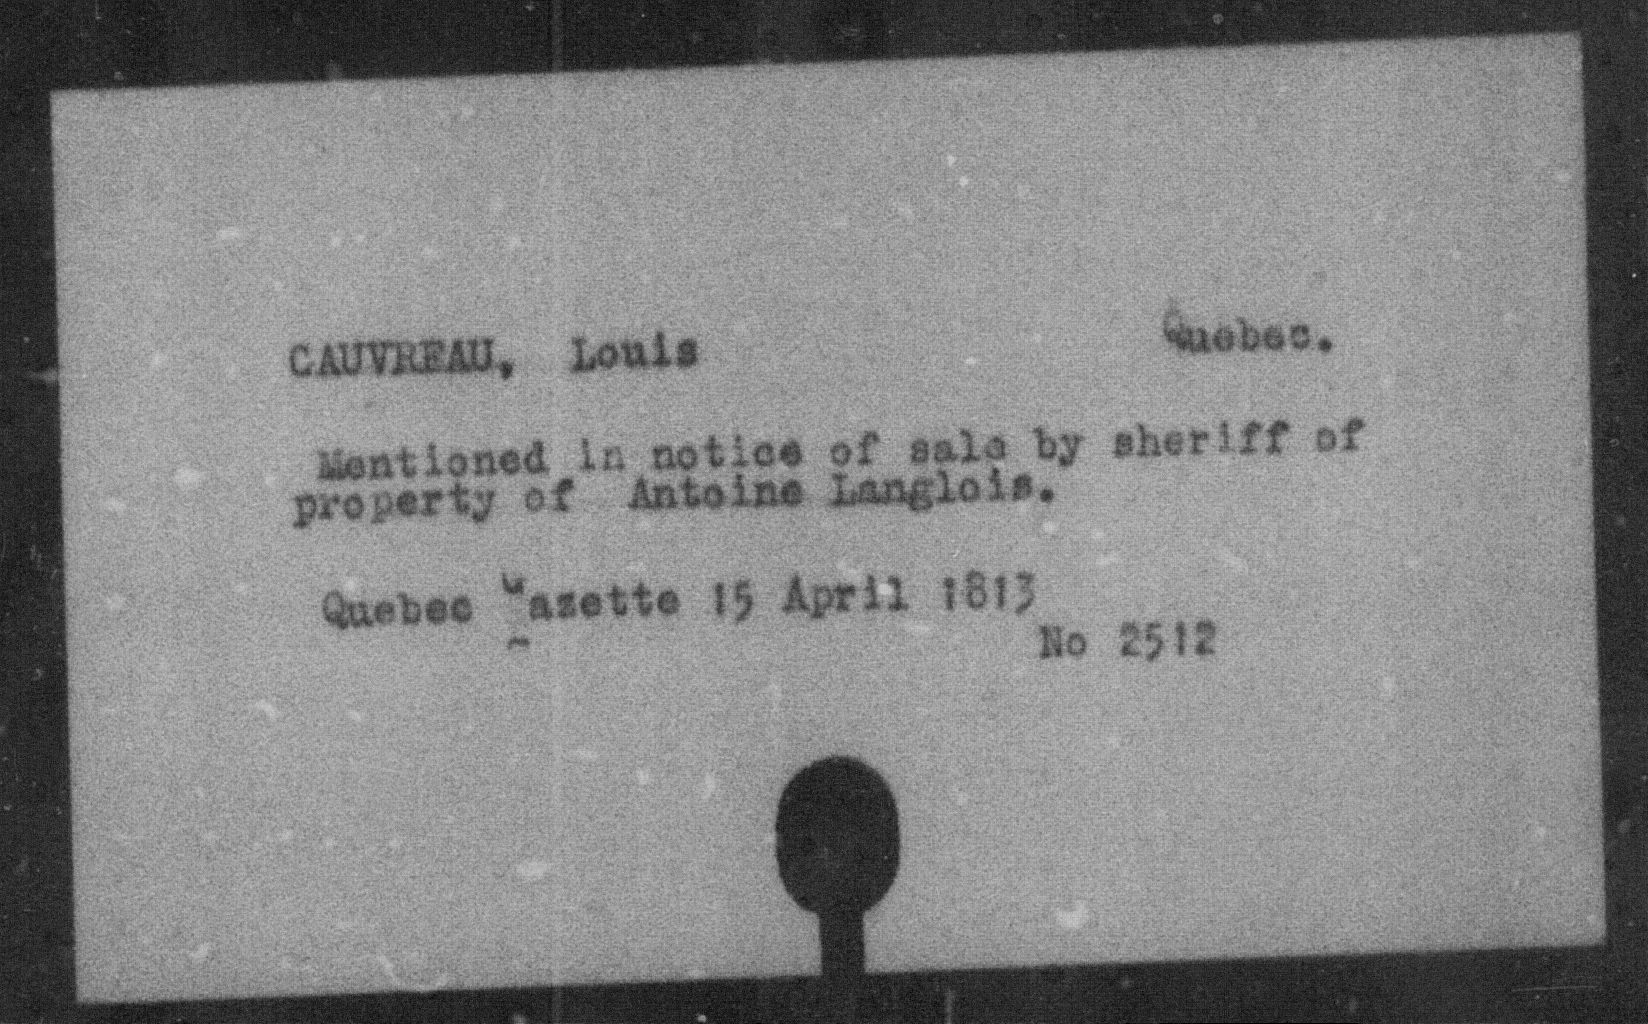 CAUVREAU, Louis Quebec.
Mentioned in notice of sale by sheriff of
property of Antoine Langlois.
Quebec Gazette 15 April 1813
No 2512